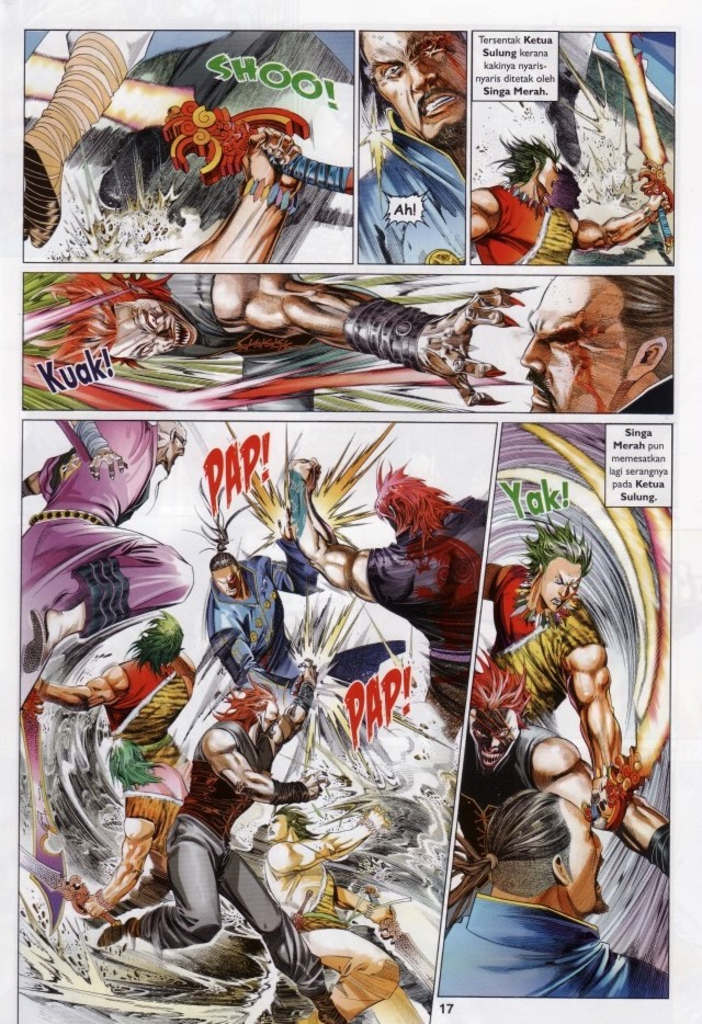 SHOO!
Ah!
Tersentak Ketua
Sulung kerana
kakinya nyaris-
nyaris ditetak oleh
Singa Merah.
Kuak!
PAP!
PAP!
Singa
Merah pun
memesatkan
lagi serangnya
pada Ketua
Sulung.
Yak!
17